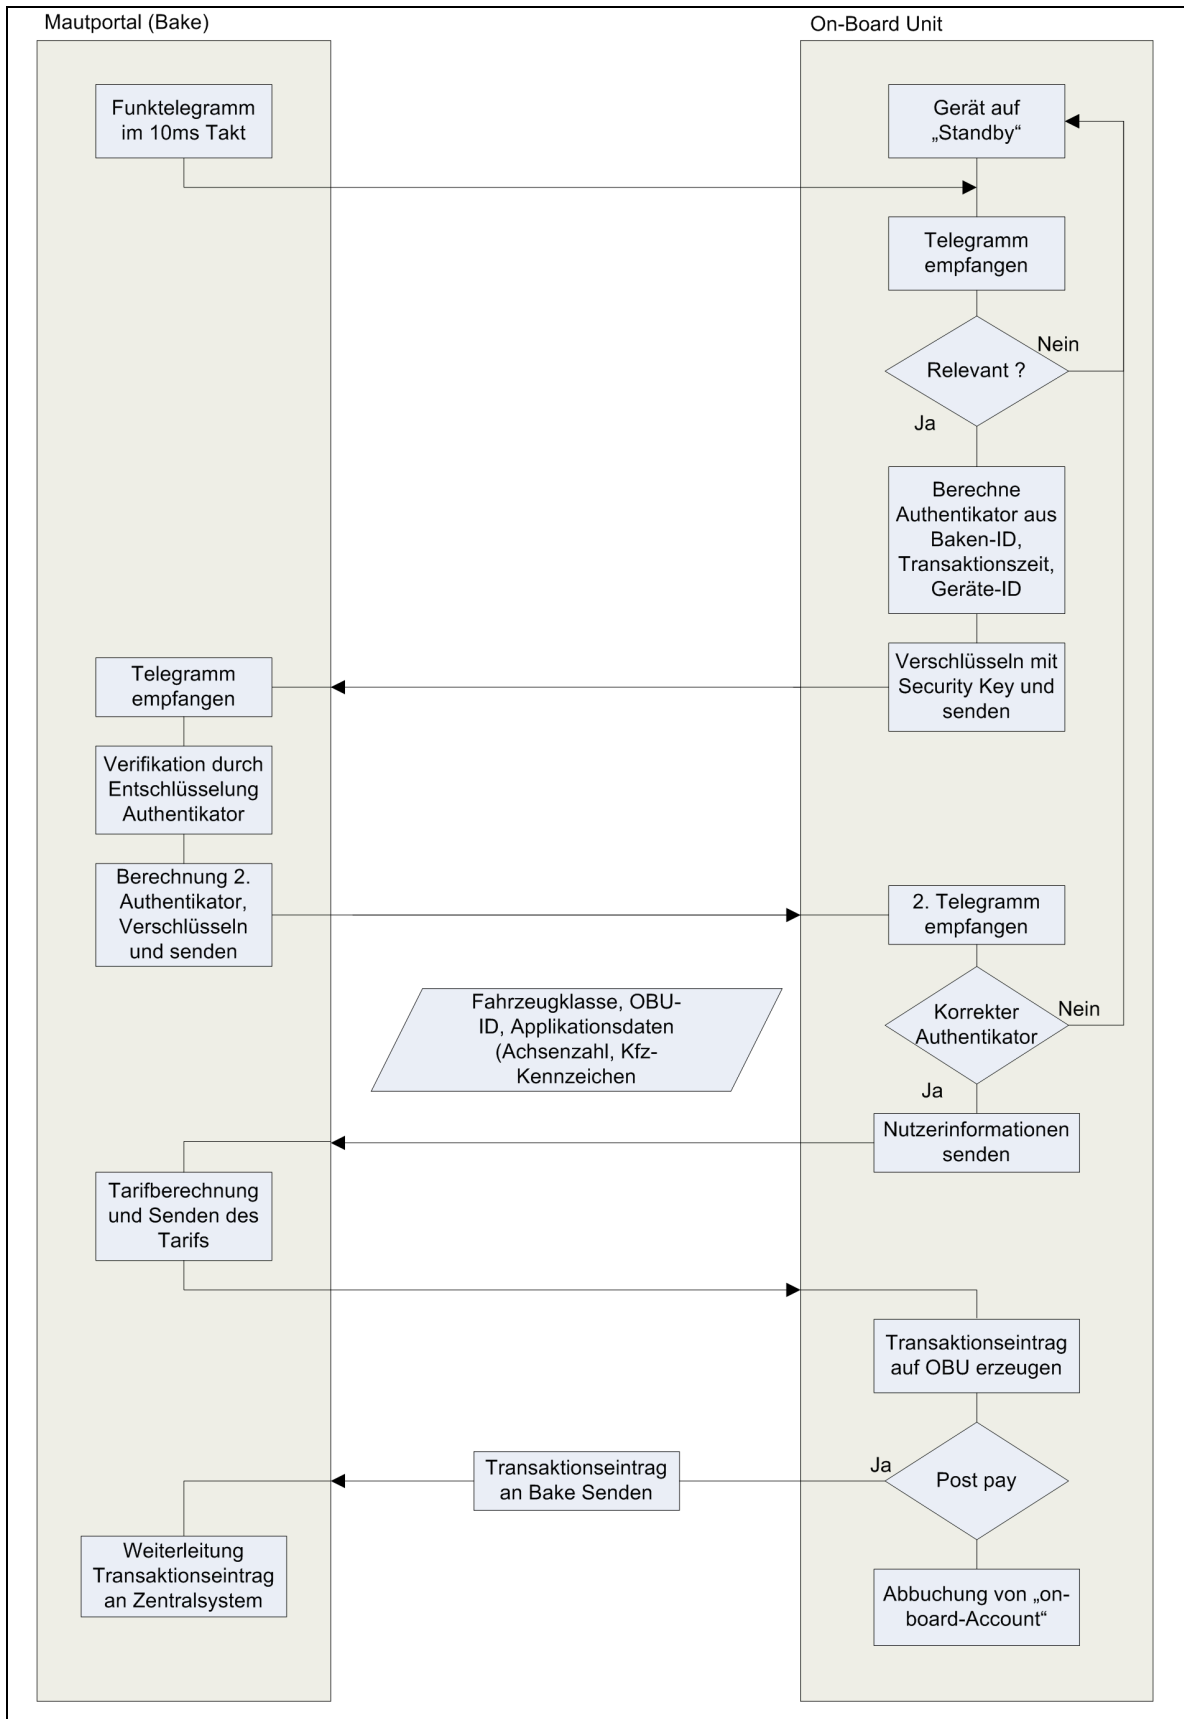 Mautportal (Bake)
On-Board Unit
Funktelegramm
im 10ms Takt
Gerät auf
„Standby“
Telegramm
empfangen
Nein
Relevant ?
Ja
Berechne
Authentikator aus
Baken-ID,
Transaktionszeit,
Geräte-ID
Verschlüsseln mit
Security Key und
senden
Telegramm
empfangen
Verifikation durch
Entschlüsselung
Authentikator
Berechnung 2.
Authentikator,
Verschlüsseln
und senden
2. Telegramm
empfangen
Fahrzeugklasse, OBU-
ID, Applikationsdaten
(Achsenzahl, Kfz-
Kennzeichen
Korrekter
Authentikator
Nein
Ja
Nutzerinformationen
senden
Tarifberechnung
und Senden des
Tarifs
Transaktionseintrag
auf OBU erzeugen
Post pay
Ja
Transaktionseintrag
an Bake Senden
Weiterleitung
Transaktionseintrag
an Zentralsystem
Abbuchung von „on-
board-Account“